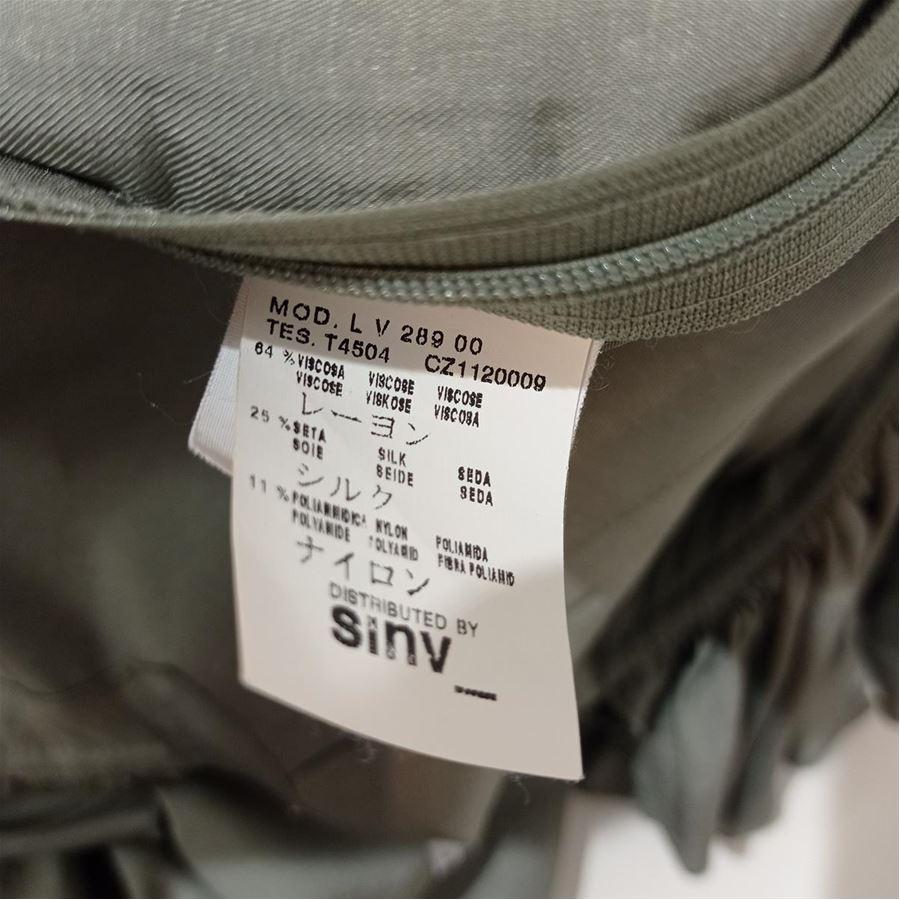 MOD. L V 289 00
TES. T4504 CZ1120009
64 % VISCOSA VISCOSE VISCOSE
VISCOSE VISKOSE VISCOSA
レーヨン
25 % SETA SILK SEDA
SOIE SEIDE SEDA
シルク
11 % POLIAMMIDICA NYLON POLIAMIDA
POLYAMIDE POLYAMID FIBRA POLIAMID
ナイロン
DISTRIBUTED BY
Sinv